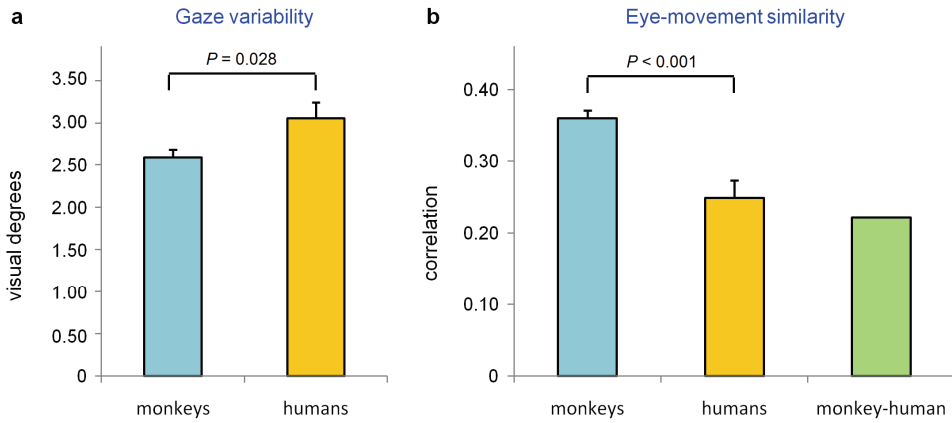 a
Gaze variability
P = 0.028
3.50
3.00
2.50
2.00
1.50
1.00
0.50
0
visual degrees
monkeys
humans
b
Eye-movement similarity
P < 0.001
0.40
0.30
0.20
0.10
0
correlation
monkeys
humans
monkey-human